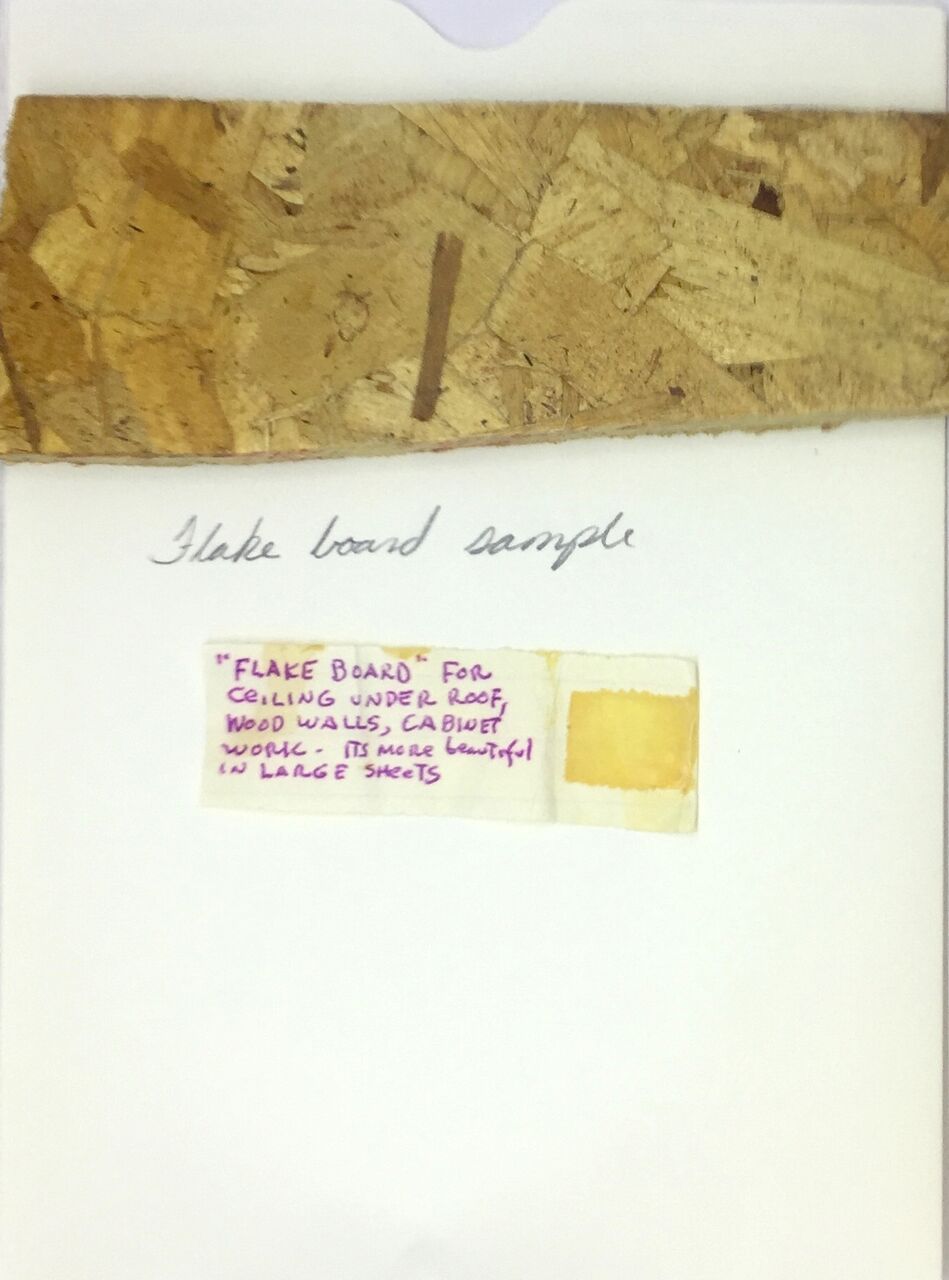 Flake board sample
"FLAKE BOARD" FOR
CEILING UNDER ROOF,
WOOD WALLS, CABINET
WORK - ITS MORE beautiful
IN LARGE SHEETS